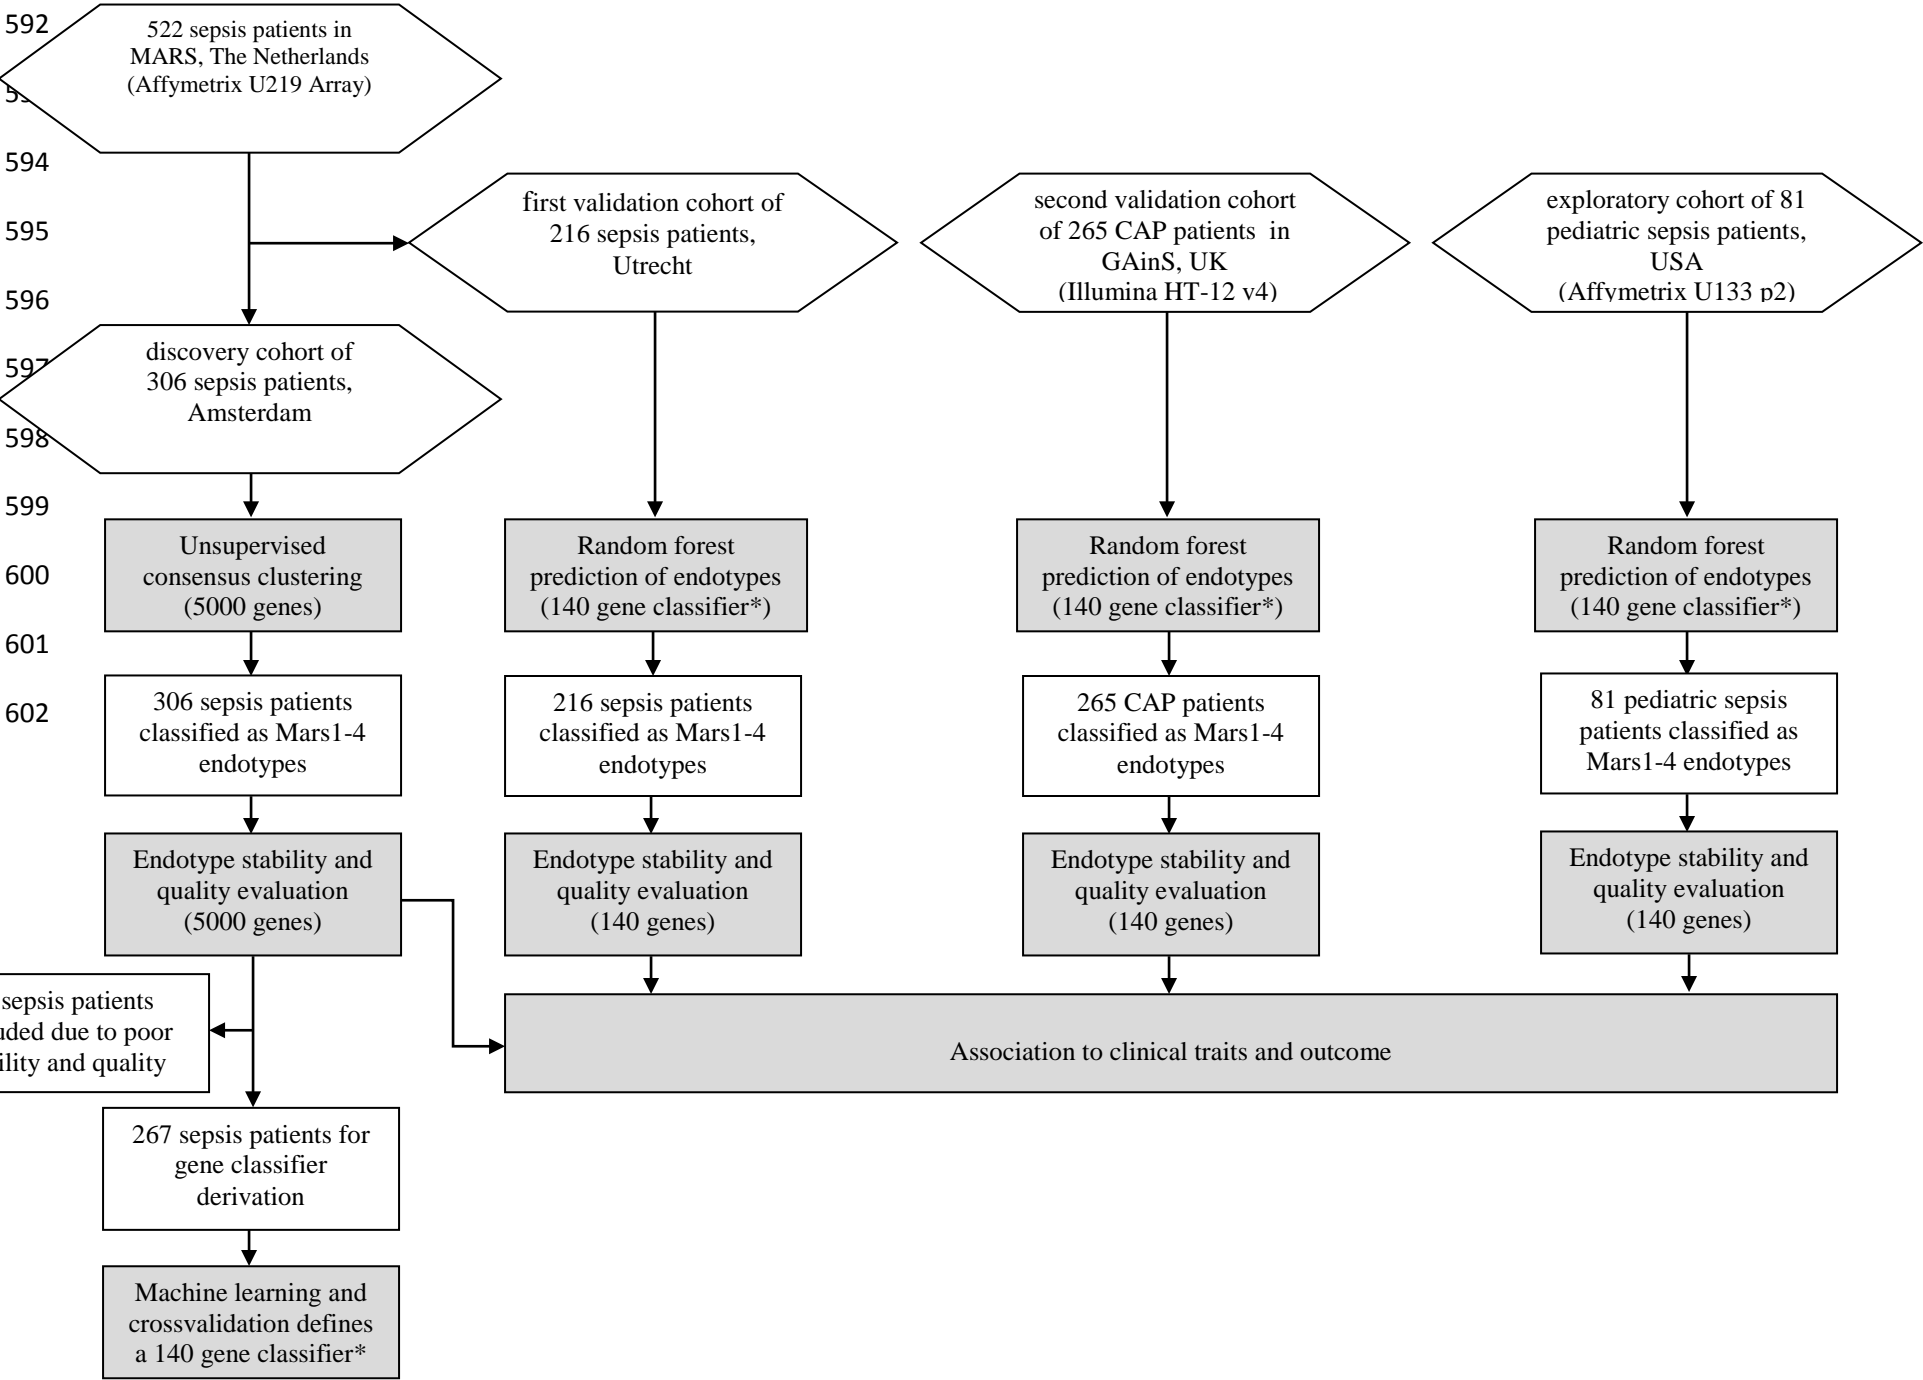 592
522 sepsis patients in
MARS, The Netherlands
(Affymetrix U219 Array)
594
first validation cohort of
216 sepsis patients,
Utrecht
second validation cohort
of 265 CAP patients in
GAinS, UK
(Illumina HT-12 v4)
exploratory cohort of 81
pediatric sepsis patients,
USA
(Affymetrix U133 p2)
595
596
discovery cohort of
306 sepsis patients,
Amsterdam
597
598
599
Unsupervised
consensus clustering
(5000 genes)
Random forest
prediction of endotypes
(140 gene classifier*)
Random forest
prediction of endotypes
(140 gene classifier*)
Random forest
prediction of endotypes
(140 gene classifier*)
600
601
306 sepsis patients
classified as Mars1-4
endotypes
216 sepsis patients
classified as Mars1-4
endotypes
265 CAP patients
classified as Mars1-4
endotypes
81 pediatric sepsis
patients classified as
Mars1-4 endotypes
602
Endotype stability and
quality evaluation
(5000 genes)
Endotype stability and
quality evaluation
(140 genes)
Endotype stability and
quality evaluation
(140 genes)
Endotype stability and
quality evaluation
(140 genes)
sepsis patients
due to poor
and quality
Association to clinical traits and outcome
267 sepsis patients for
gene classifier
derivation
Machine learning and
crossvalidation defines
a 140 gene classifier*